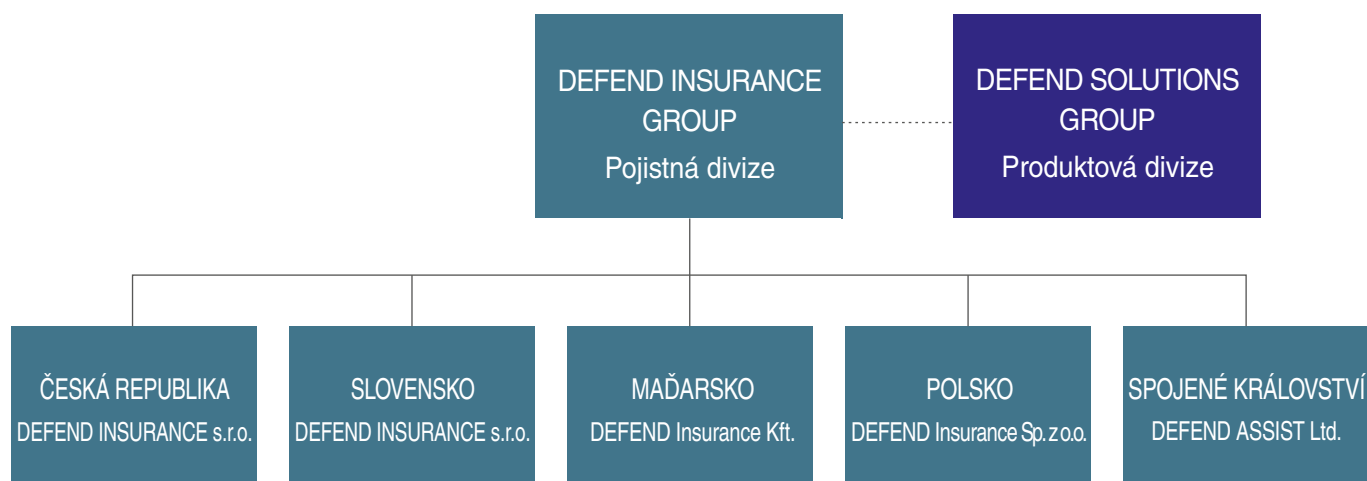 DEFEND INSURANCE
GROUP
Pojistná divize
DEFEND SOLUTIONS
GROUP
Produktová divize
ČESKÁ REPUBLIKA
DEFEND INSURANCE s.r.o.
SLOVENSKO
DEFEND INSURANCE s.r.o.
MAĎARSKO
DEFEND Insurance Kft.
POLSKO
DEFEND Insurance Sp. z o.o.
SPOJENÉ KRÁLOVSTVÍ
DEFEND ASSIST Ltd.